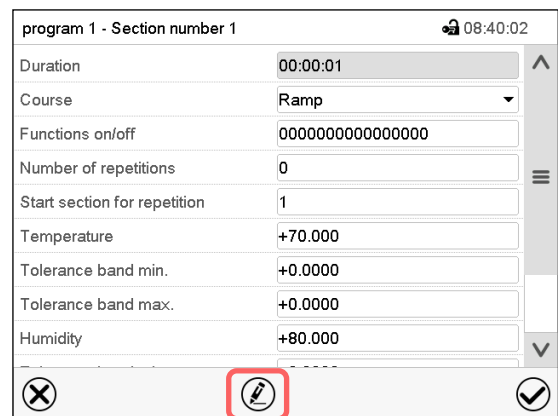 program 1 - Section number 1 08:40:02
Duration 00:00:01
Course Ramp
Functions on/off 0000000000000000
Number of repetitions 0
Start section for repetition 1
Temperature +70.000
Tolerance band min. +0.0000
Tolerance band max. +0.0000
Humidity +80.000